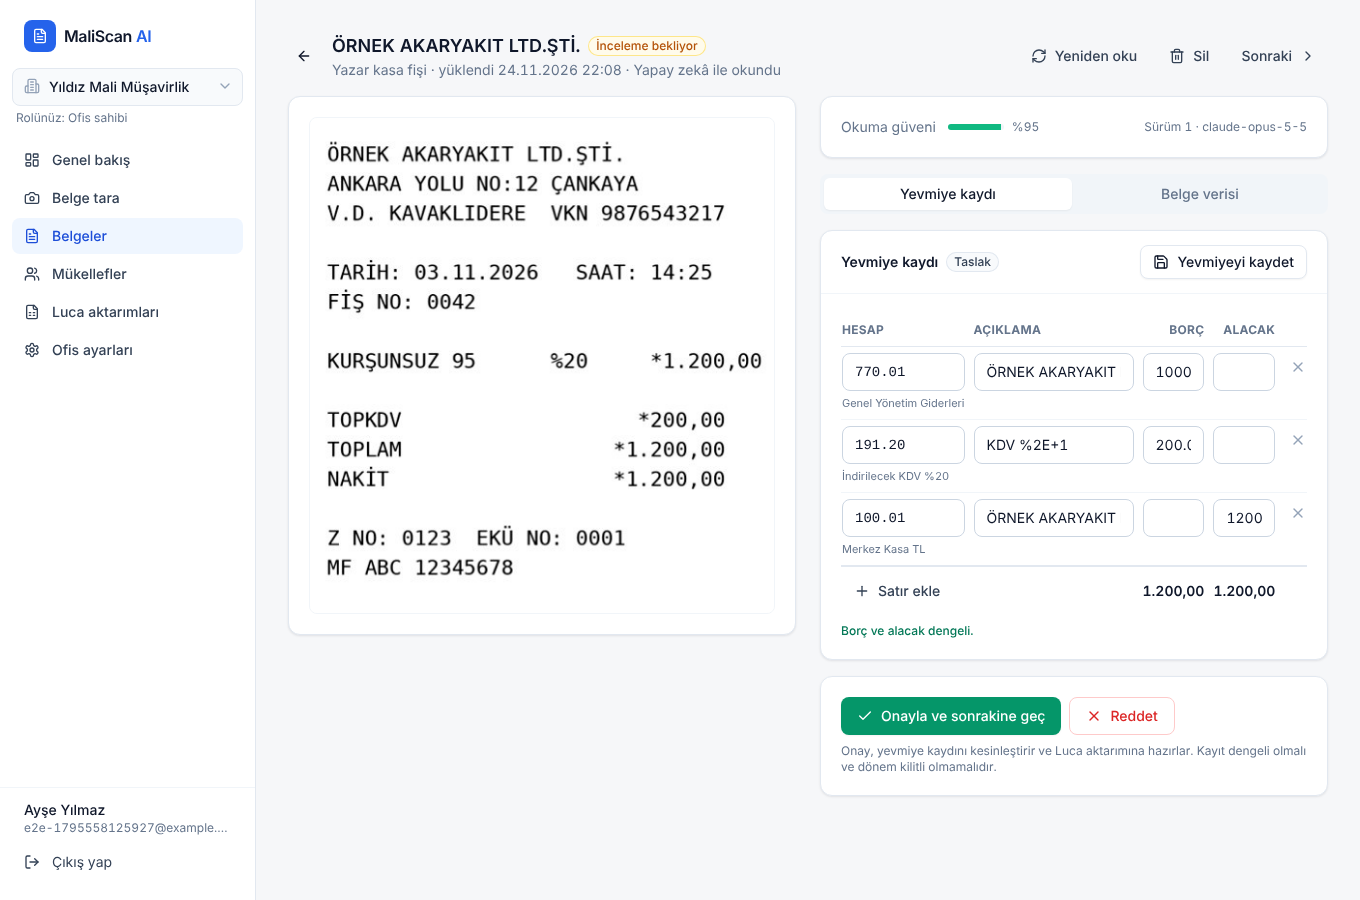 MaliScan AI
Yıldız Mali Müşavirlik
Rolünüz: Ofis sahibi
Genel bakış
Belge tara
Belgeler
Mükellefler
Luca aktarımları
Ofis ayarları
Ayşe Yılmaz
e2e-1795558125927@example....
Çıkış yap
ÖRNEK AKARYAKIT LTD.ŞTİ. İnceleme bekliyor
Yazar kasa fişi · yüklendi 24.11.2026 22:08 · Yapay zekâ ile okundu
Yeniden oku Sil Sonraki
ÖRNEK AKARYAKIT LTD.ŞTİ.
ANKARA YOLU NO:12 ÇANKAYA
V.D. KAVAKLIDERE VKN 9876543217
TARİH: 03.11.2026 SAAT: 14:25
FİŞ NO: 0042
KURŞUNSUZ 95 %20 *1.200,00
TOPKDV *200,00
TOPLAM *1.200,00
NAKİT *1.200,00
Z NO: 0123 EKÜ NO: 0001
MF ABC 12345678
Okuma güveni %95 Sürüm 1 · claude-opus-5-5
Yevmiye kaydı Belge verisi
Yevmiye kaydı Taslak Yevmiyeyi kaydet
HESAP AÇIKLAMA BORÇ ALACAK
770.01 ÖRNEK AKARYAKIT 1000
Genel Yönetim Giderleri
191.20 KDV %2E+1 200.0
İndirilecek KDV %20
100.01 ÖRNEK AKARYAKIT 1200
Merkez Kasa TL
Satır ekle 1.200,00 1.200,00
Borç ve alacak dengeli.
Onayla ve sonrakine geç Reddet
Onay, yevmiye kaydını kesinleştirir ve Luca aktarımına hazırlar. Kayıt dengeli olmalı
ve dönem kilitli olmamalıdır.